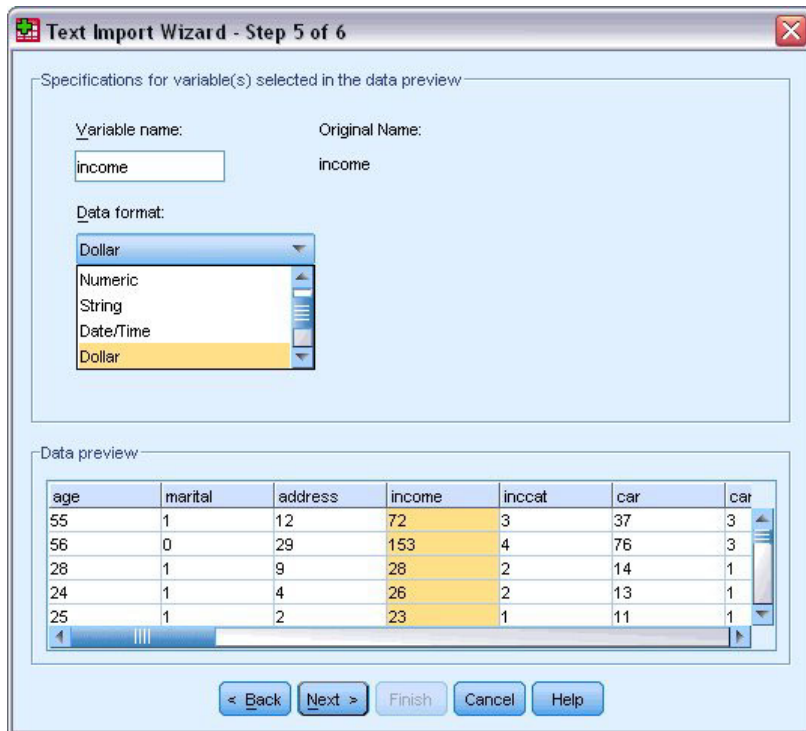 Text Import Wizard - Step 5 of 6
Specifications for variable(s) selected in the data preview
Variable name: Original Name:
income income
Data format:
Dollar
Numeric
String
Date/Time
Dollar
Data preview
age marital address income inccat car car
55 1 12 72 3 37 3
56 0 29 153 4 76 3
28 1 9 28 2 14 1
24 1 4 26 2 13 1
25 1 2 23 1 11 1
< Back Next > Finish Cancel Help